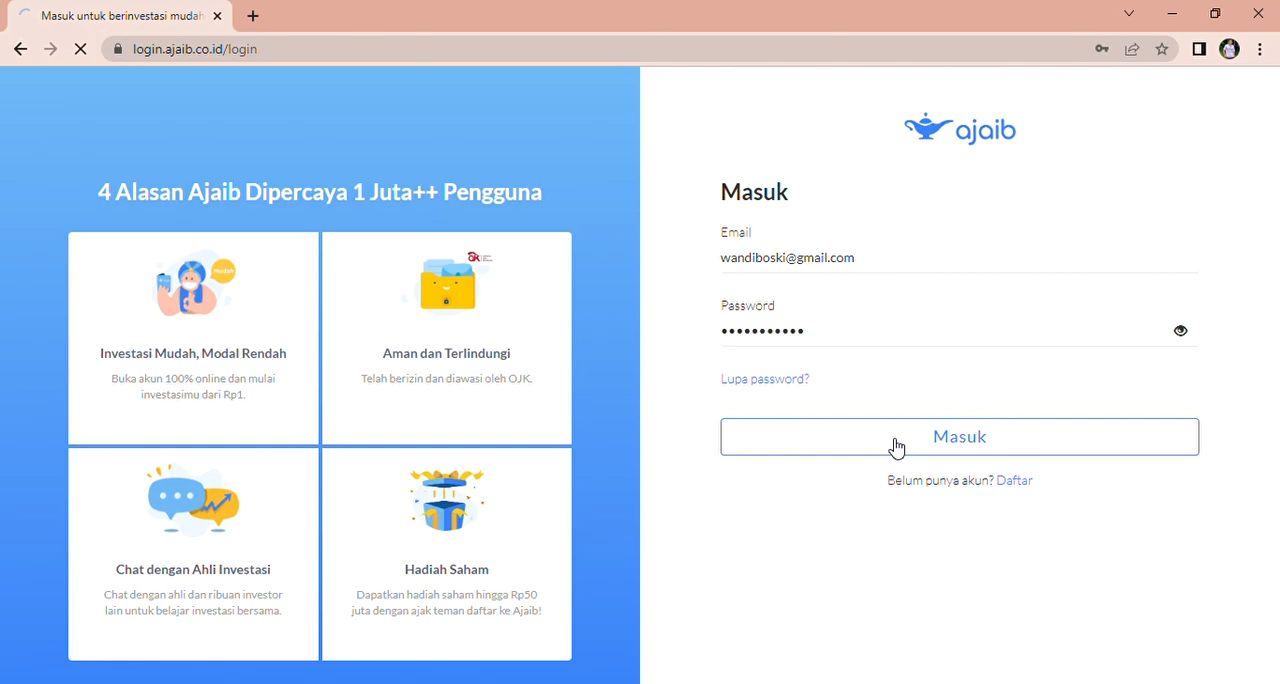 Masuk untuk berinvestasi mudah
login.ajaib.co.id/login
4 Alasan Ajaib Dipercaya 1 Juta++ Pengguna
Mudah
Investasi Mudah, Modal Rendah
Buka akun 100% online dan mulai
investasimu dari Rp1.
Aman dan Terlindungi
Telah berizin dan diawasi oleh OJK.
Chat dengan Ahli Investasi
Chat dengan ahli dan ribuan investor
lain untuk belajar investasi bersama.
Hadiah Saham
Dapatkan hadiah saham hingga Rp50
juta dengan ajak teman daftar ke Ajaib!
ajaib
Masuk
Email
wandiboski@gmail.com
Password
•••••••••••
Lupa password?
Masuk
Belum punya akun? Daftar